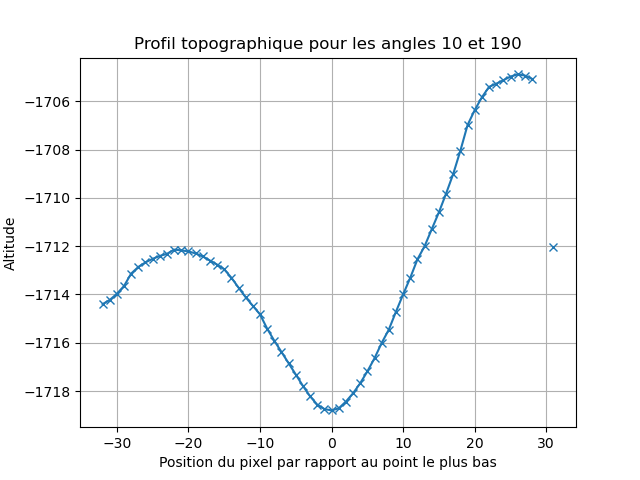 Profil topographique pour les angles 10 et 190
Altitude
−1706
−1708
−1710
−1712
−1714
−1716
−1718
−30 −20 −10 0 10 20 30
Position du pixel par rapport au point le plus bas